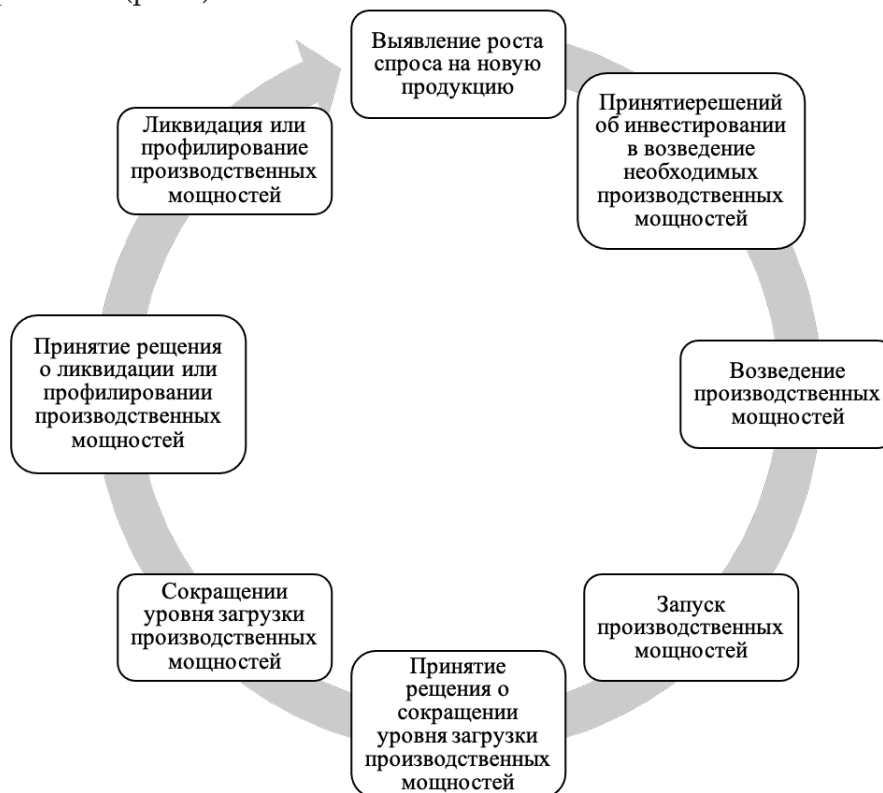 Выявление роста
спроса на новую
продукцию
Принятиерешений
об инвестировании
в возведение
необходимых
производственных
мощностей
Возведение
производственных
мощностей
Запуск
производственных
мощностей
Принятие
рещения о
сокращении
уровня загрузки
производственных
мощностей
Сокращении
уровня загрузки
производственных
мощностей
Принятие рещения
о ликвидации или
профилировании
производственных
мощностей
Ликвидация или
профилирование
производственных
мощностей